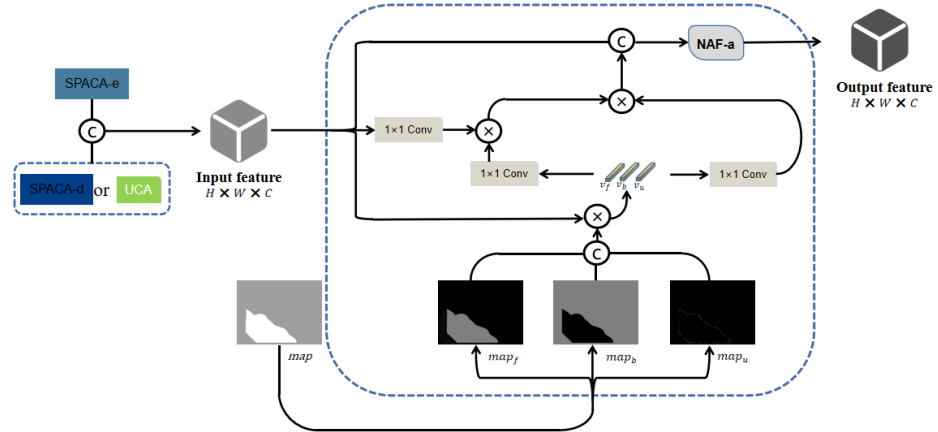 SPACA-e
C
SPACA-d or UCA
Input feature
H × W × C
C
NAF-a
Output feature
H × W × C
×
1×1 Conv
×
1×1 Conv
v_f v_b v_u
1×1 Conv
×
C
map
map_f
map_b
map_u